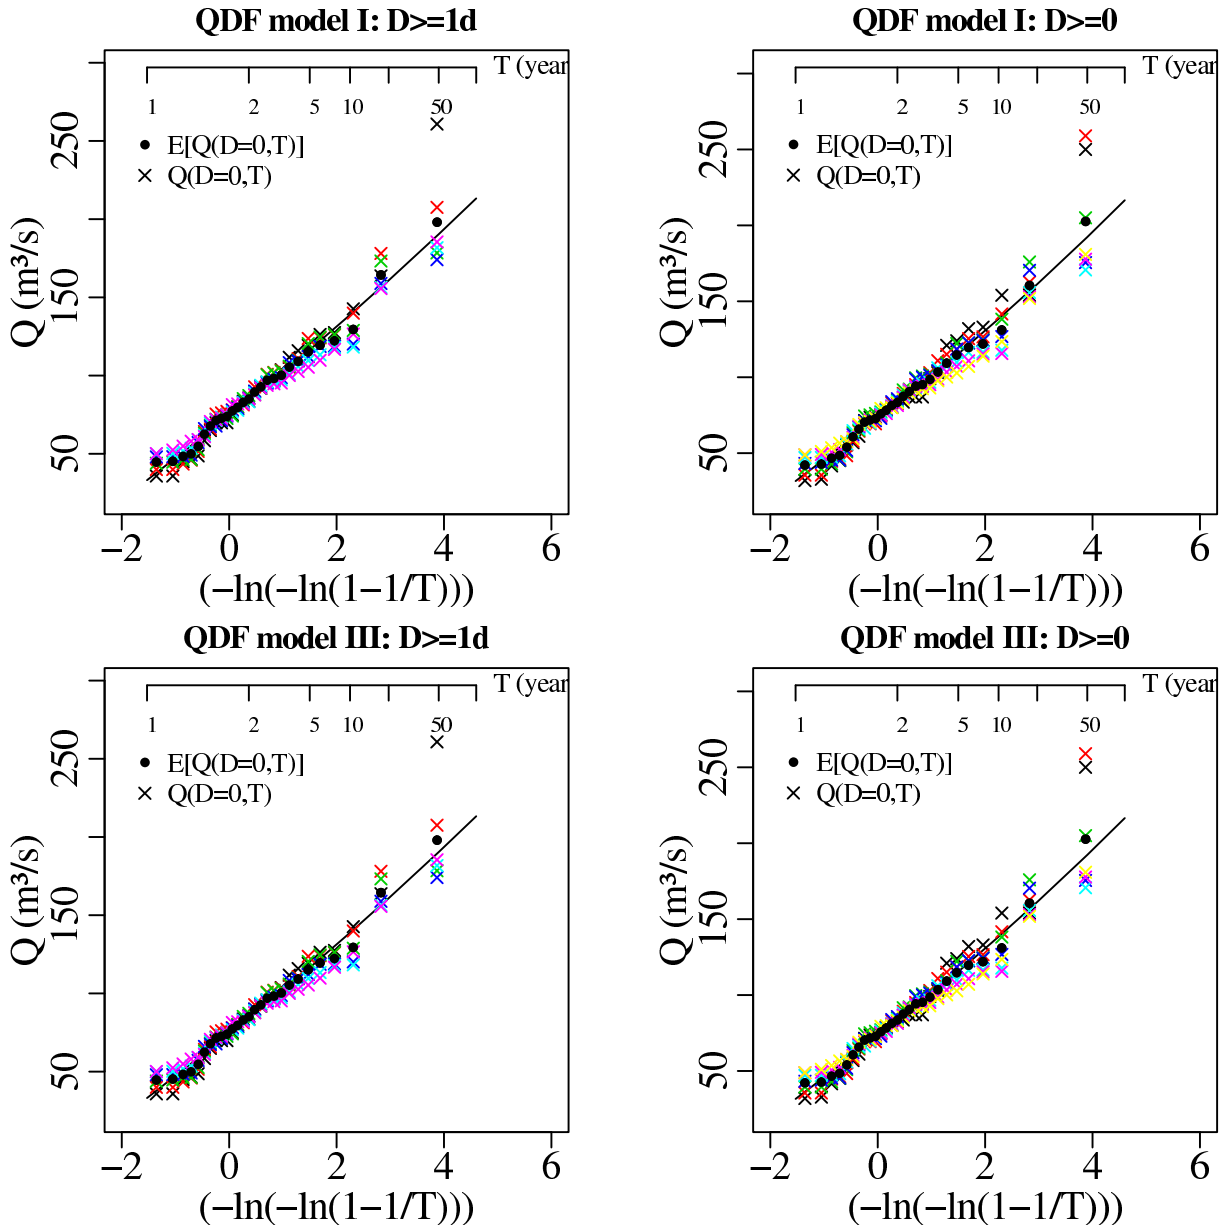 QDF model I: D>=1d
T (year
1 2 5 10 50
E[Q(D=0,T)]
Q(D=0,T)
Q (m³/s)
50 150 250
−2 0 2 4 6
(−ln(−ln(1−1/T)))
QDF model I: D>=0
T (year
1 2 5 10 50
E[Q(D=0,T)]
Q(D=0,T)
Q (m³/s)
50 150 250
−2 0 2 4 6
(−ln(−ln(1−1/T)))
QDF model III: D>=1d
T (year
1 2 5 10 50
E[Q(D=0,T)]
Q(D=0,T)
Q (m³/s)
50 150 250
−2 0 2 4 6
(−ln(−ln(1−1/T)))
QDF model III: D>=0
T (year
1 2 5 10 50
E[Q(D=0,T)]
Q(D=0,T)
Q (m³/s)
50 150 250
−2 0 2 4 6
(−ln(−ln(1−1/T)))